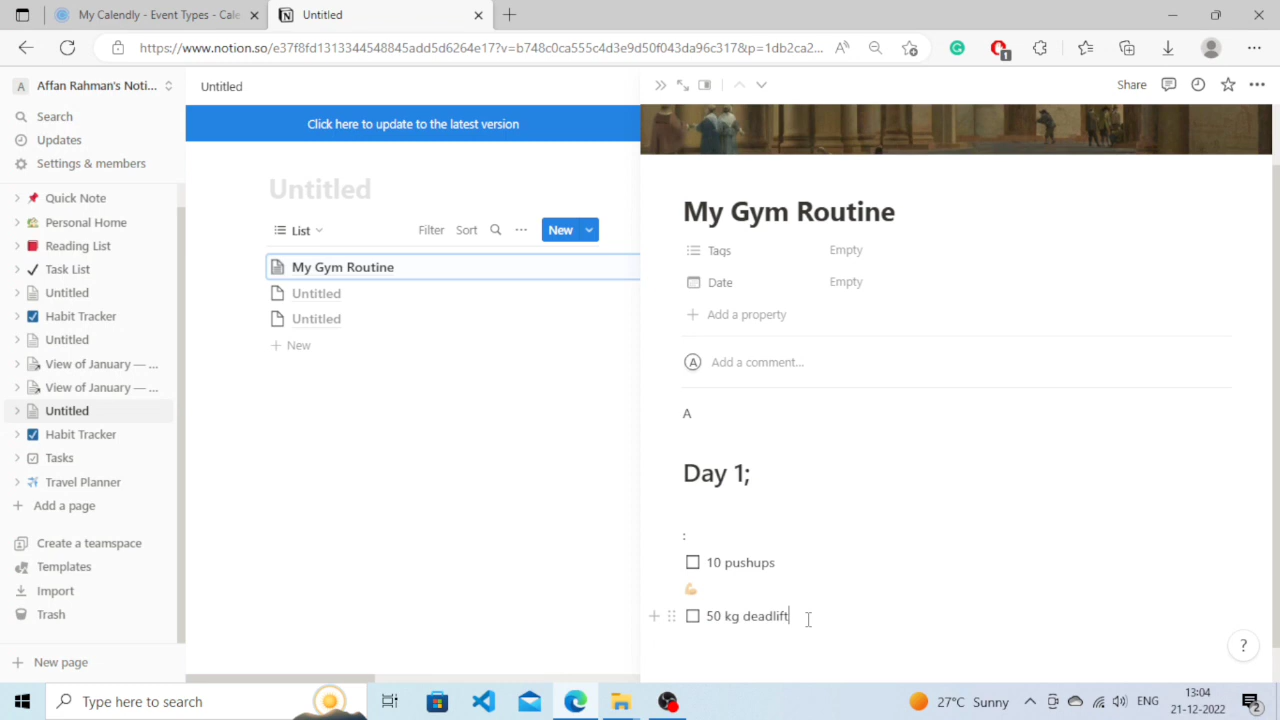 My Calendly - Event Types - Cale
Untitled
https://www.notion.so/e37f8fd1313344548845add5d6264e17?v=b748c0ca555c4d3e9d50f043da96c317&p=1db2ca2...
1
A Affan Rahman's Noti...
Search
Updates
Settings & members
Quick Note
Personal Home
Reading List
Task List
Untitled
Habit Tracker
Untitled
View of January — ...
View of January — ...
Untitled
Habit Tracker
Tasks
Travel Planner
Add a page
Create a teamspace
Templates
Import
Trash
New page
Untitled
Click here to update to the latest version
Untitled
List Filter Sort New
My Gym Routine
Untitled
Untitled
New
Share
My Gym Routine
Tags Empty
Date Empty
Add a property
A Add a comment...
A
Day 1;
:
10 pushups
50 kg deadlift
?
Type here to search
27°C Sunny
ENG
13:04
21-12-2022
2